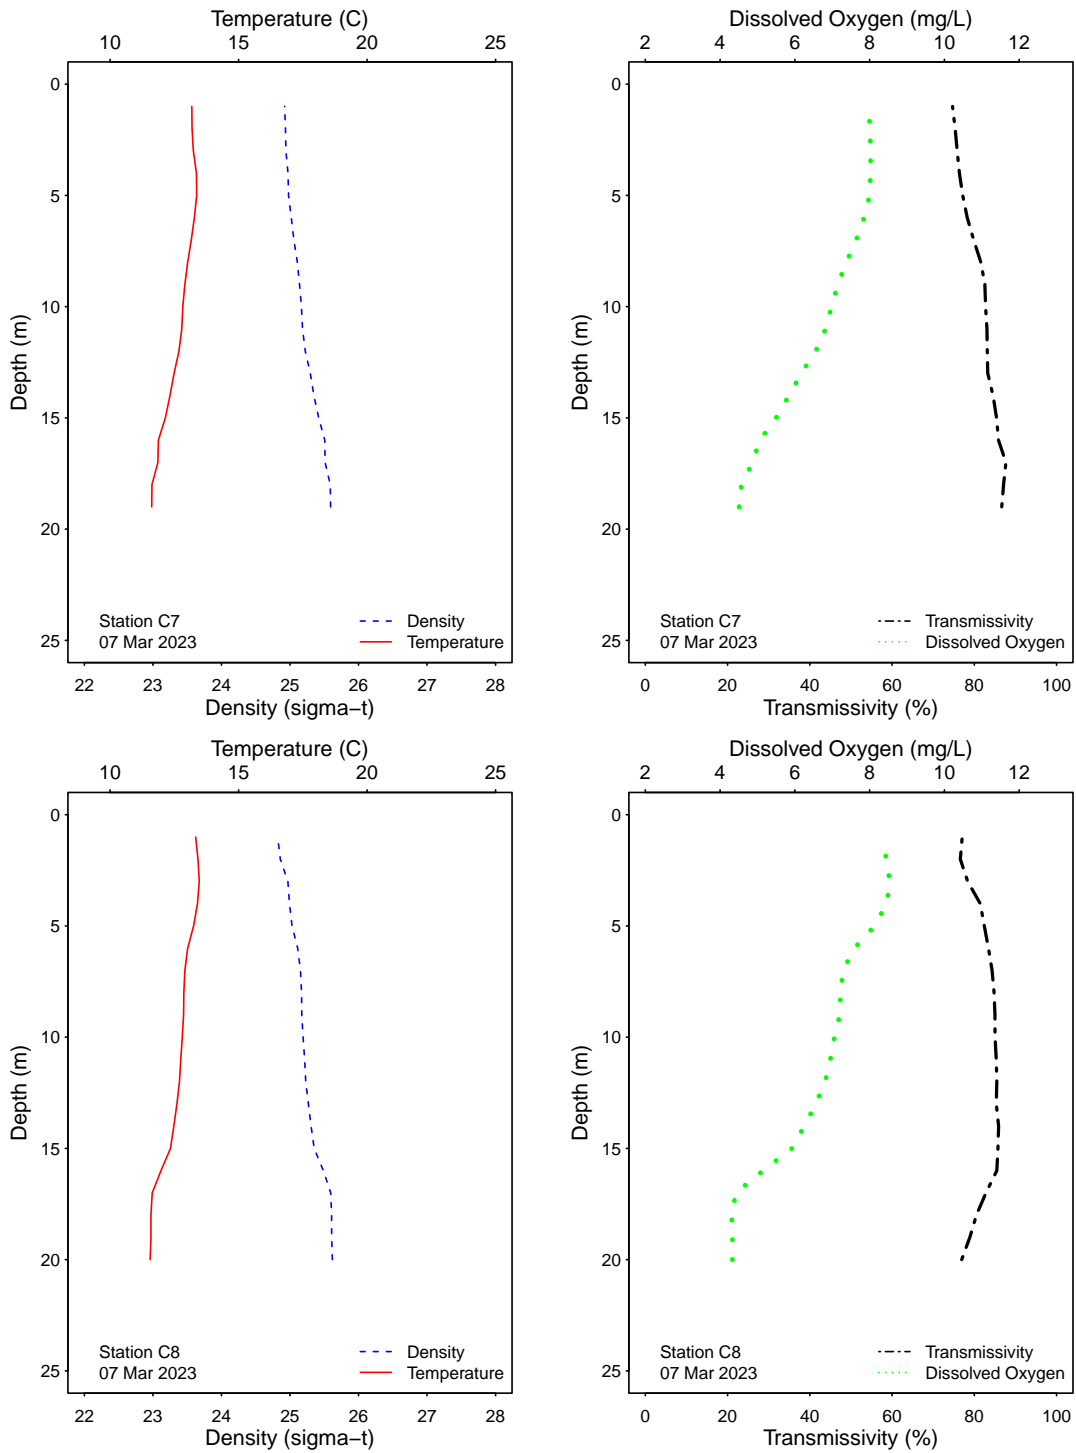 Temperature (C)
10 15 20 25
0
5
10
15
20
25
Depth (m)
Station C7
07 Mar 2023
Density
Temperature
22 23 24 25 26 27 28
Density (sigma−t)
Dissolved Oxygen (mg/L)
2 4 6 8 10 12
0
5
10
15
20
25
Depth (m)
Station C7
07 Mar 2023
Transmissivity
Dissolved Oxygen
0 20 40 60 80 100
Transmissivity (%)
Temperature (C)
10 15 20 25
0
5
10
15
20
25
Depth (m)
Station C8
07 Mar 2023
Density
Temperature
22 23 24 25 26 27 28
Density (sigma−t)
Dissolved Oxygen (mg/L)
2 4 6 8 10 12
0
5
10
15
20
25
Depth (m)
Station C8
07 Mar 2023
Transmissivity
Dissolved Oxygen
0 20 40 60 80 100
Transmissivity (%)